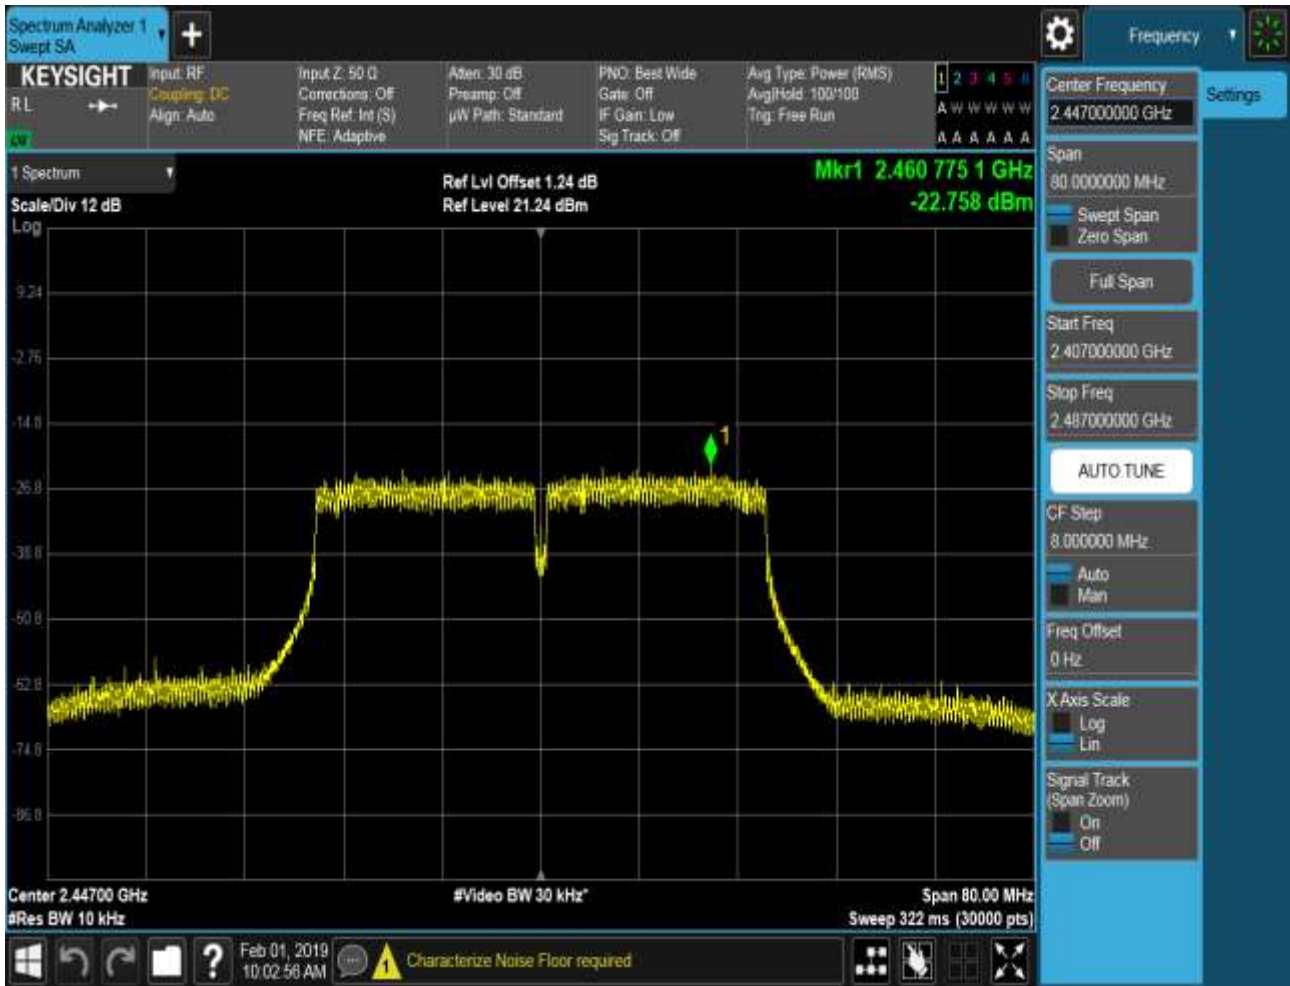 Spectrum Analyzer 1
Swept SA
+
Frequency
KEYSIGHT
RL
Input: RF
Coupling: DC
Align: Auto
Input Z: 50 Ω
Corrections: Off
Freq Ref: Int (S)
NFE: Adaptive
Atten: 30 dB
Preamp: Off
µW Path: Standard
PNO: Best Wide
Gate: Off
IF Gain: Low
Sig Track: Off
Avg Type: Power (RMS)
Avg|Hold: 100/100
Trig: Free Run
1 2 3 4 5 6
A W W W W W
A A A A A A
Center Frequency
2.447000000 GHz
Settings
1 Spectrum
Scale/Div 12 dB
Log
Ref Lvl Offset 1.24 dB
Ref Level 21.24 dBm
Mkr1 2.460 775 1 GHz
-22.758 dBm
Span
80.0000000 MHz
Swept Span
Zero Span
Full Span
Start Freq
2.407000000 GHz
Stop Freq
2.487000000 GHz
AUTO TUNE
CF Step
8.000000 MHz
Auto
Man
Freq Offset
0 Hz
X Axis Scale
Log
Lin
Signal Track
(Span Zoom)
On
Off
9.24
-2.76
-14.8
-26.8
-38.8
-50.8
-62.8
-74.8
-86.8
1
Center 2.44700 GHz
#Res BW 10 kHz
#Video BW 30 kHz*
Span 80.00 MHz
Sweep 322 ms (30000 pts)
?
Feb 01, 2019
10:02:56 AM
1
Characterize Noise Floor required